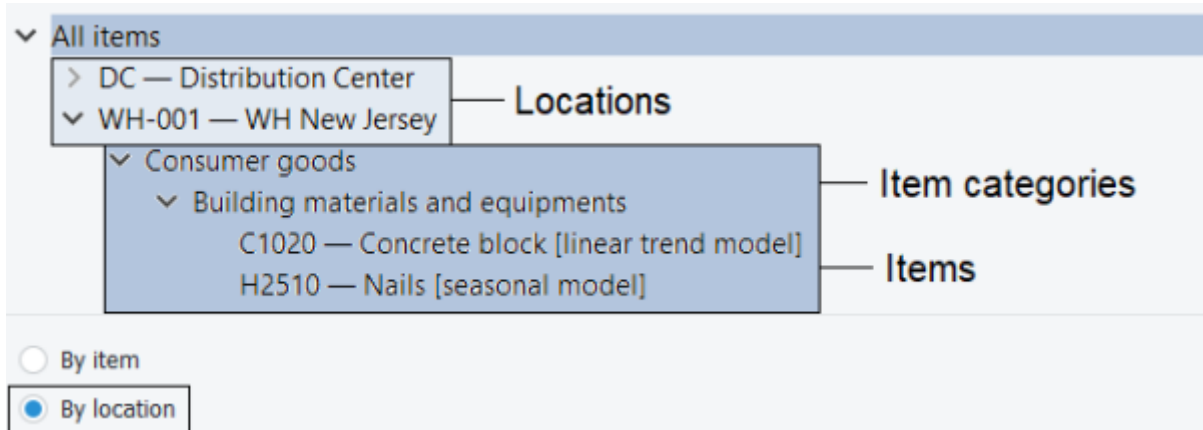 All items
DC — Distribution Center
WH-001 — WH New Jersey
Locations
Consumer goods
Building materials and equipments
Item categories
C1020 — Concrete block [linear trend model]
H2510 — Nails [seasonal model]
Items
By item
By location